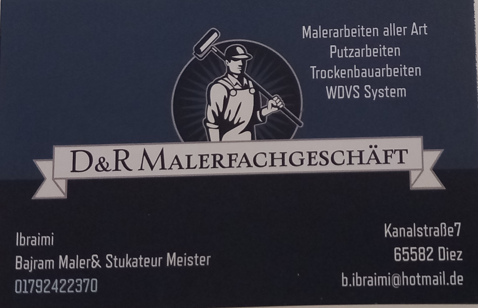 Malerarbeiten aller Art
Putzarbeiten
Trockenbauarbeiten
WDVS System
D&R MALERFACHGESCHÄFT
Ibraimi
Bajram Maler& Stukateur Meister
01792422370
Kanalstraße7
65582 Diez
b.ibraimi@hotmail.de